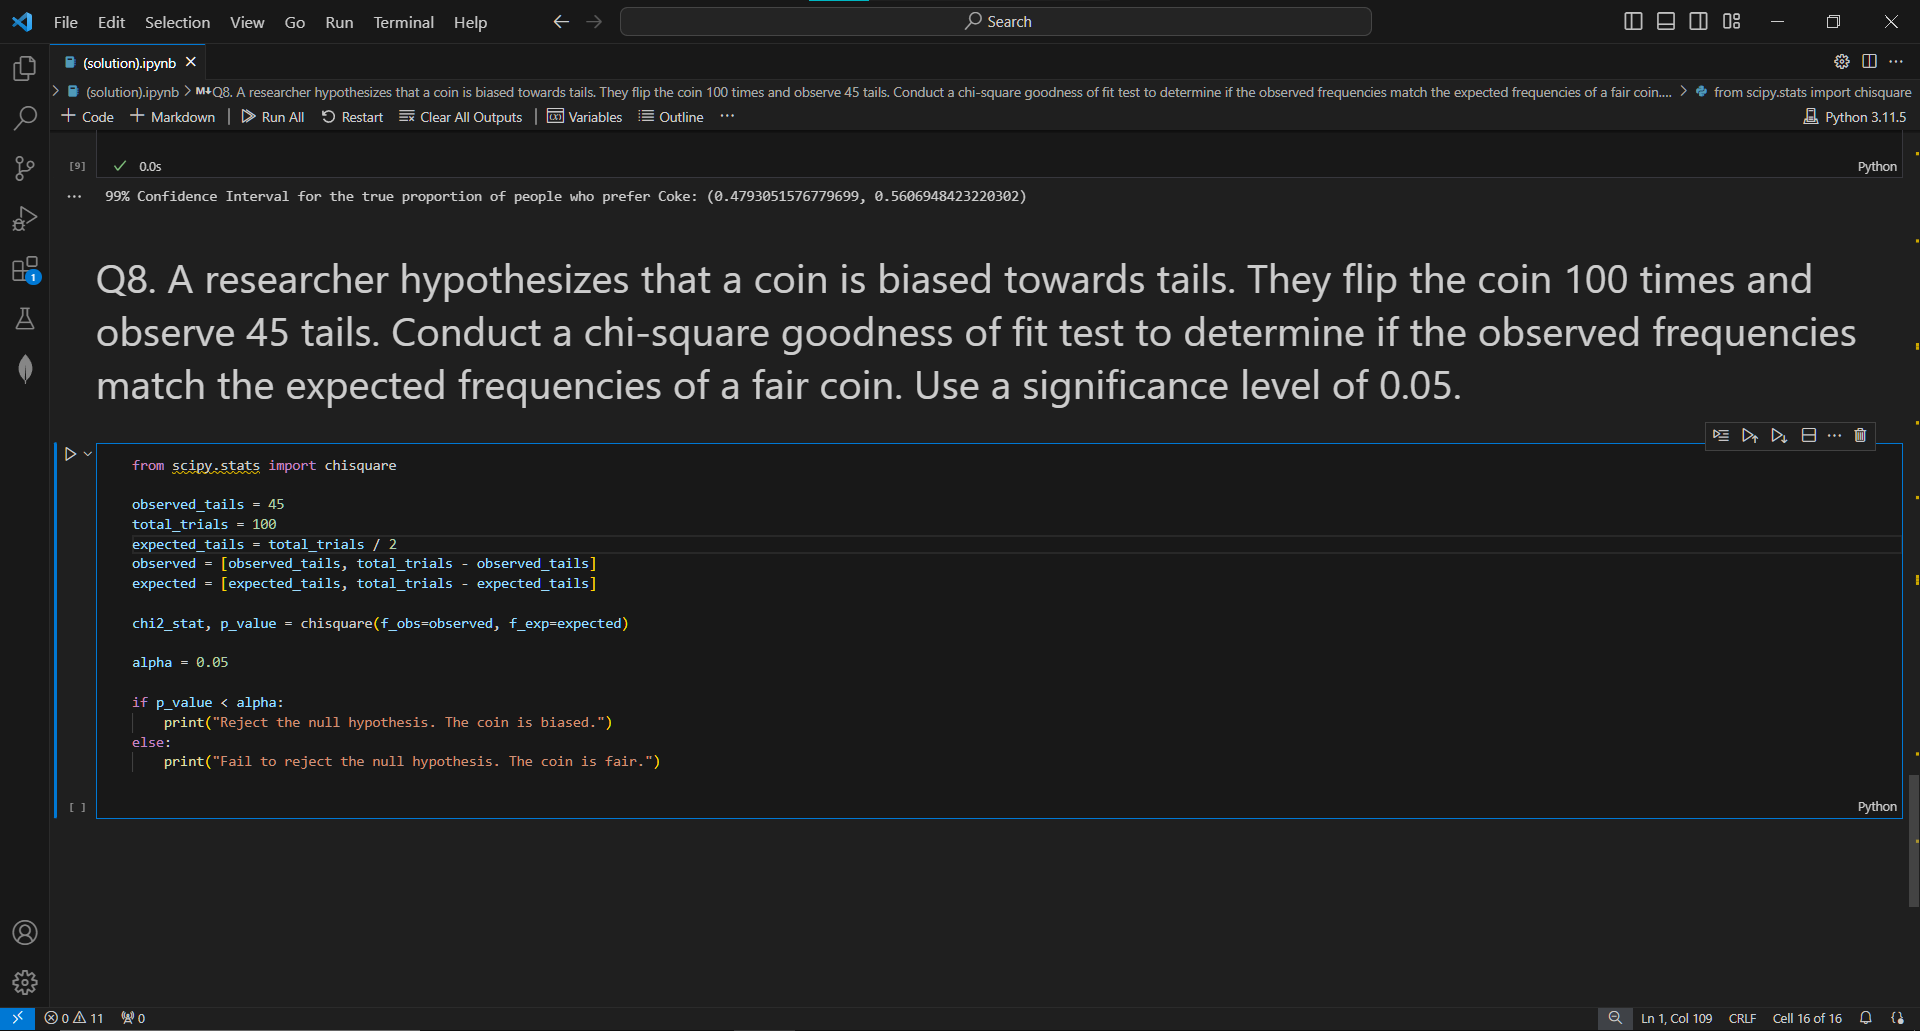 File Edit Selection View Go Run Terminal Help
Search
(solution).ipynb
(solution).ipynb > M↓Q8. A researcher hypothesizes that a coin is biased towards tails. They flip the coin 100 times and observe 45 tails. Conduct a chi-square goodness of fit test to determine if the observed frequencies match the expected frequencies of a fair coin.... > from scipy.stats import chisquare
+ Code + Markdown | Run All Restart Clear All Outputs | Variables Outline ...
Python 3.11.5
[9] ✓ 0.0s
Python
... 99% Confidence Interval for the true proportion of people who prefer Coke: (0.4793051576779699, 0.5606948423220302)
Q8. A researcher hypothesizes that a coin is biased towards tails. They flip the coin 100 times and
observe 45 tails. Conduct a chi-square goodness of fit test to determine if the observed frequencies
match the expected frequencies of a fair coin. Use a significance level of 0.05.
from scipy.stats import chisquare
observed_tails = 45
total_trials = 100
expected_tails = total_trials / 2
observed = [observed_tails, total_trials - observed_tails]
expected = [expected_tails, total_trials - expected_tails]
chi2_stat, p_value = chisquare(f_obs=observed, f_exp=expected)
alpha = 0.05
if p_value < alpha:
    print("Reject the null hypothesis. The coin is biased.")
else:
    print("Fail to reject the null hypothesis. The coin is fair.")
[ ]
Python
1
0 11 0
Ln 1, Col 109 CRLF Cell 16 of 16